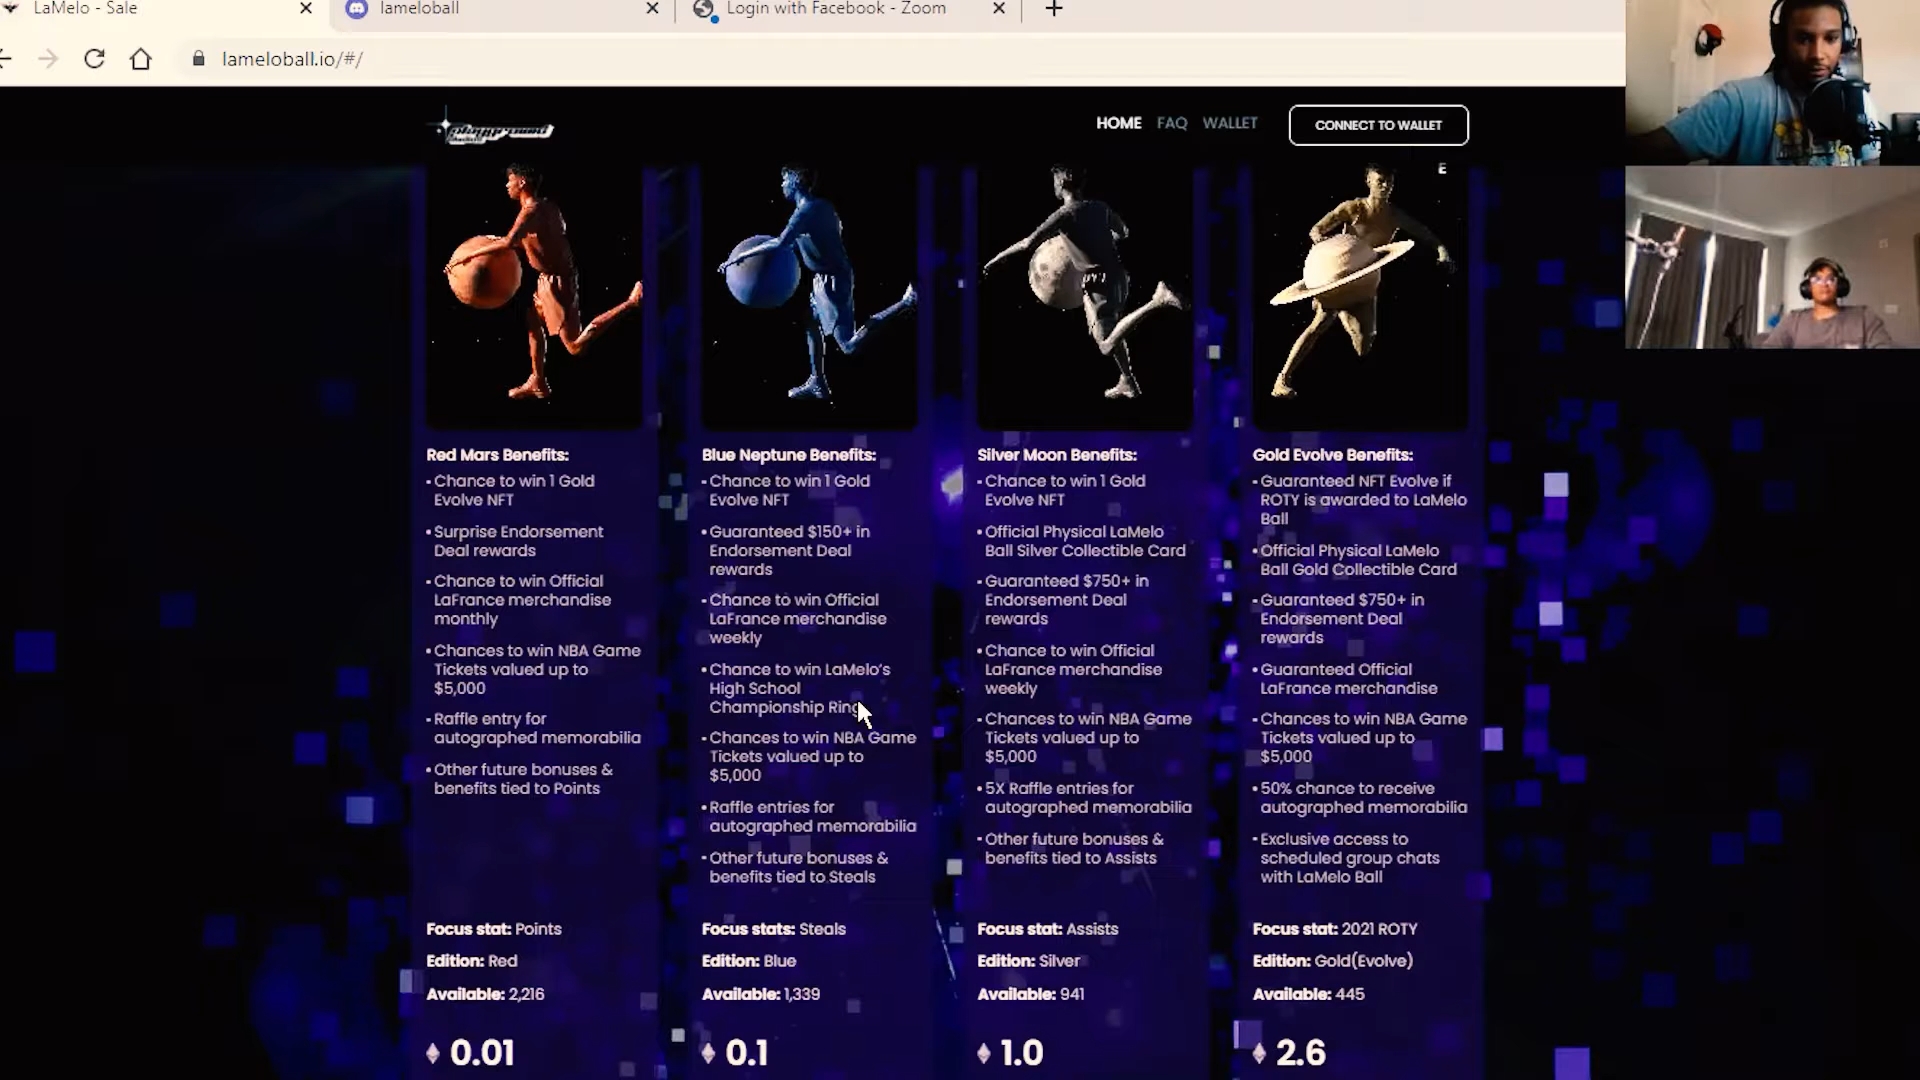 LaMelo - Sale
lameloball
Login with Facebook - Zoom
lameloball.io/#/
playground
HOME
FAQ
WALLET
CONNECT TO WALLET
E
Red Mars Benefits:
• Chance to win 1 Gold
Evolve NFT
• Surprise Endorsement
Deal rewards
• Chance to win Official
LaFrance merchandise
monthly
• Chances to win NBA Game
Tickets valued up to
$5,000
• Raffle entry for
autographed memorabilia
• Other future bonuses &
benefits tied to Points
Focus stat: Points
Edition: Red
Available: 2,216
0.01
Blue Neptune Benefits:
• Chance to win 1 Gold
Evolve NFT
• Guaranteed $150+ in
Endorsement Deal
rewards
• Chance to win Official
LaFrance merchandise
weekly
• Chance to win LaMelo's
High School
Championship Ring
• Chances to win NBA Game
Tickets valued up to
$5,000
• Raffle entries for
autographed memorabilia
• Other future bonuses &
benefits tied to Steals
Focus stats: Steals
Edition: Blue
Available: 1,339
0.1
Silver Moon Benefits:
• Chance to win 1 Gold
Evolve NFT
• Official Physical LaMelo
Ball Silver Collectible Card
• Guaranteed $750+ in
Endorsement Deal
rewards
• Chance to win Official
LaFrance merchandise
weekly
• Chances to win NBA Game
Tickets valued up to
$5,000
• 5X Raffle entries for
autographed memorabilia
• Other future bonuses &
benefits tied to Assists
Focus stat: Assists
Edition: Silver
Available: 941
1.0
Gold Evolve Benefits:
• Guaranteed NFT Evolve if
ROTY is awarded to LaMelo
Ball
• Official Physical LaMelo
Ball Gold Collectible Card
• Guaranteed $750+ in
Endorsement Deal
rewards
• Guaranteed Official
LaFrance merchandise
• Chances to win NBA Game
Tickets valued up to
$5,000
• 50% chance to receive
autographed memorabilia
• Exclusive access to
scheduled group chats
with LaMelo Ball
Focus stat: 2021 ROTY
Edition: Gold(Evolve)
Available: 445
2.6